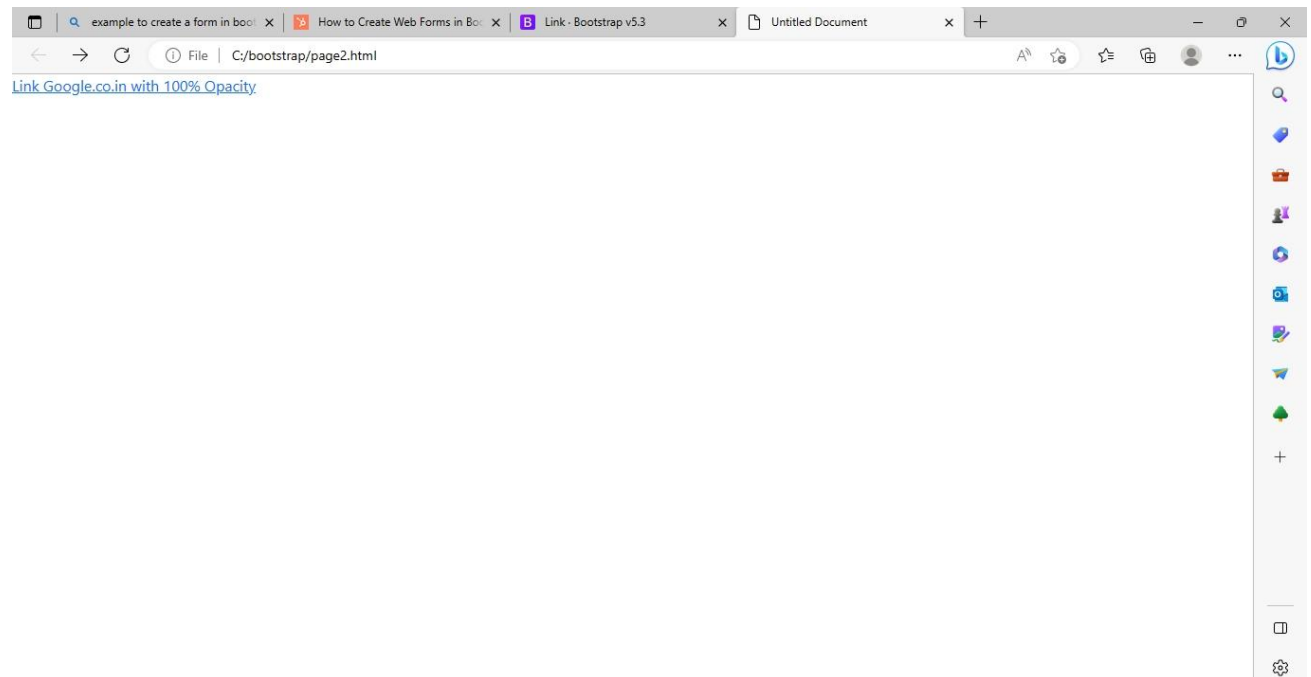 example to create a form in boot
How to Create Web Forms in Boo
B Link - Bootstrap v5.3
Untitled Document
File C:/bootstrap/page2.html
Link Google.co.in with 100% Opacity